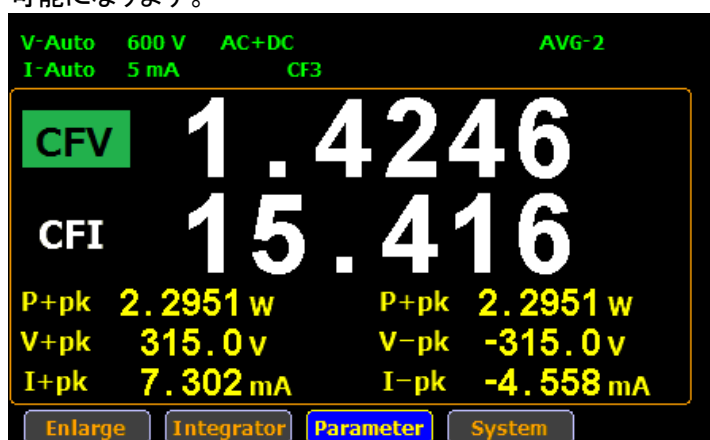 可能になります。
V-Auto 600 V AC+DC AVG-2
I-Auto 5 mA CF3
CFV 1.4246
CFI 15.416
P+pk 2.2951 W P+pk 2.2951 W
V+pk 315.0 V V-pk -315.0 V
I+pk 7.302 mA I-pk -4.558 mA
Enlarge Integrator Parameter System